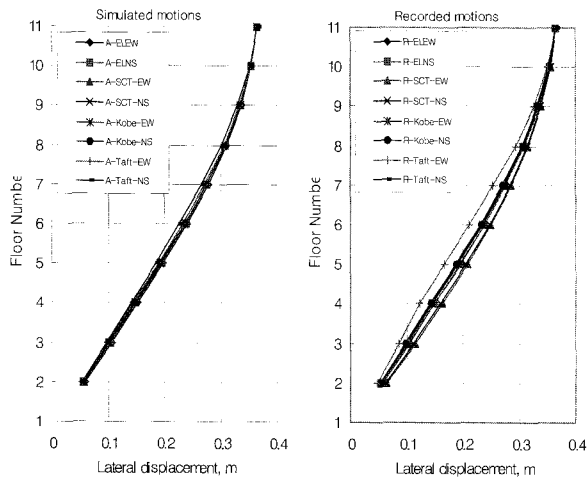 Simulated motions
11
10
9
8
7
6
5
4
3
2
1
Floor Number
A-ELEW
A-ELNS
A-SCT-EW
A-SCT-NS
A-Kobe-EW
A-Kobe-NS
A-Taft-EW
A-Taft-NS
0 0.1 0.2 0.3 0.4
Lateral displacement, m
Recorded motions
11
10
9
8
7
6
5
4
3
2
1
Floor Number
R-ELEW
R-ELNS
R-SCT-EW
R-SCT-NS
R-Kobe-EW
R-Kobe-NS
R-Taft-EW
R-Taft-NS
0 0.1 0.2 0.3 0.4
Lateral displacement, m